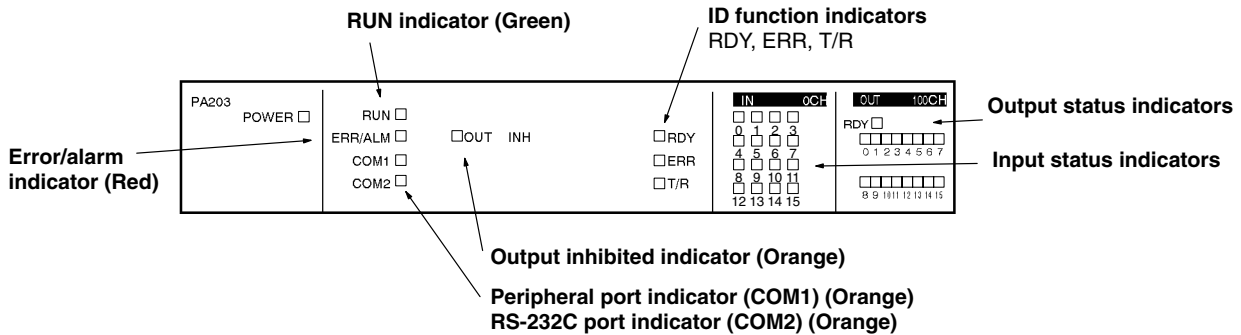 RUN indicator (Green)
ID function indicators
RDY, ERR, T/R
PA203
POWER
RUN
ERR/ALM
COM1
COM2
OUT INH
RDY
ERR
T/R
IN 0CH
0 1 2 3
4 5 6 7
8 9 10 11
12 13 14 15
OUT 100CH
RDY
0 1 2 3 4 5 6 7
8 9 10 11 12 13 14 15
Output status indicators
Input status indicators
Error/alarm
indicator (Red)
Output inhibited indicator (Orange)
Peripheral port indicator (COM1) (Orange)
RS-232C port indicator (COM2) (Orange)